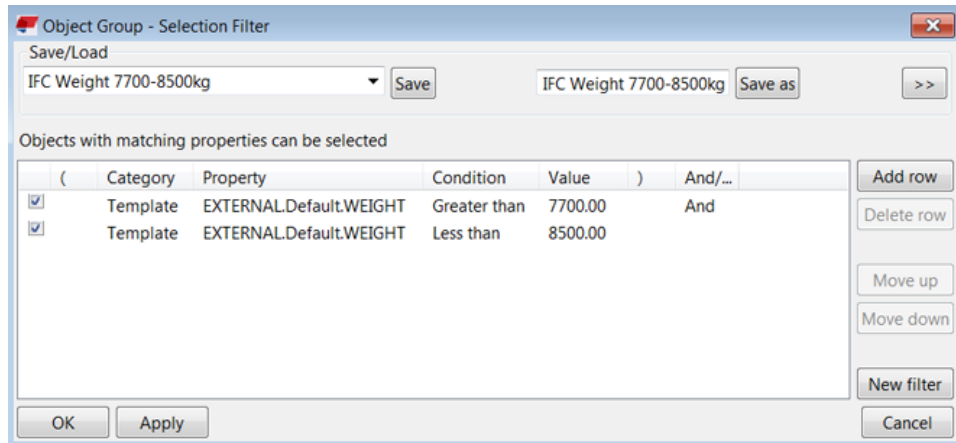 Object Group - Selection Filter
Save/Load
IFC Weight 7700-8500kg Save IFC Weight 7700-8500kg Save as >>
Objects with matching properties can be selected
( Category Property Condition Value ) And/...
Template EXTERNAL.Default.WEIGHT Greater than 7700.00 And
Template EXTERNAL.Default.WEIGHT Less than 8500.00
Add row
Delete row
Move up
Move down
New filter
OK Apply Cancel